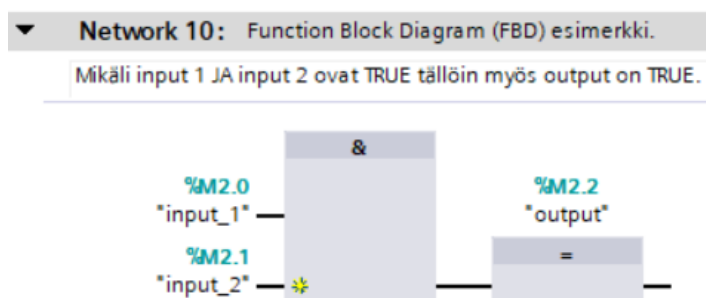 Network 10: Function Block Diagram (FBD) esimerkki.
Mikäli input 1 JA input 2 ovat TRUE tällöin myös output on TRUE.
&
%M2.0
"input_1"
%M2.2
"output"
%M2.1
"input_2"
=